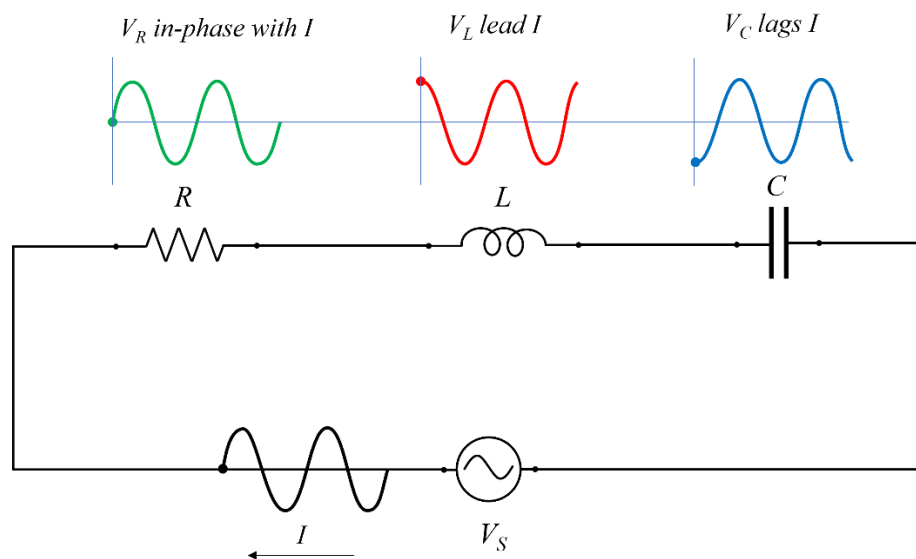 V_R in-phase with I
V_L lead I
V_C lags I
R
L
C
I
V_S